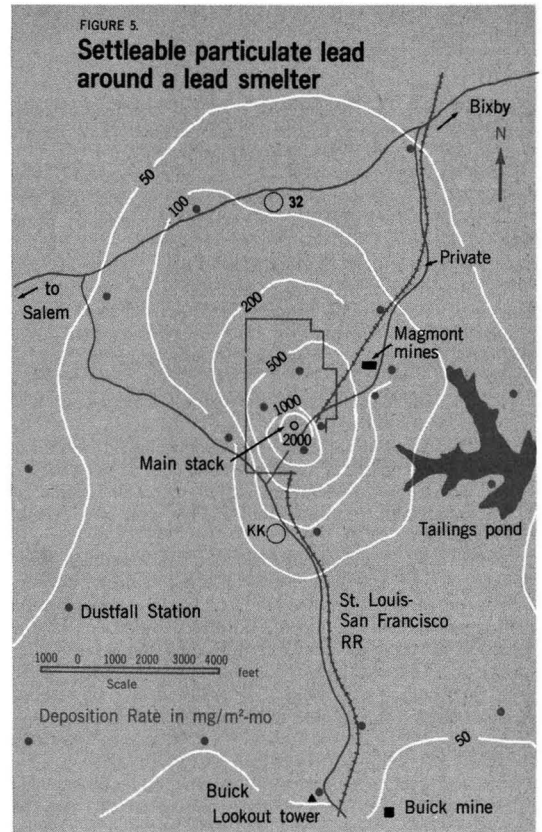 FIGURE 5.
Settleable particulate lead
around a lead smelter
Bixby
N
50
100
32
Private
to
Salem
200
Magmont
mines
500
1000
2000
Main stack
KK
Tailings pond
St. Louis-
San Francisco
RR
Dustfall Station
1000 0 1000 2000 3000 4000
feet
Scale
Deposition Rate in mg/m²-mo
50
Buick
Lookout tower
Buick mine